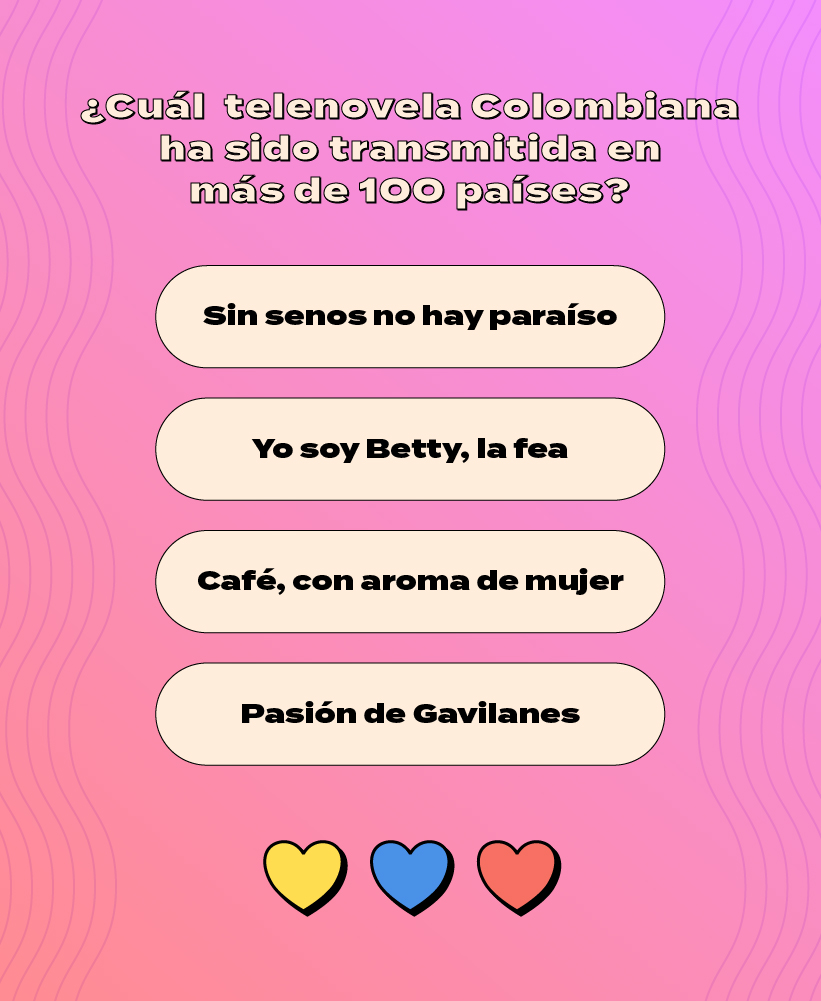 ¿Cuál telenovela Colombiana
ha sido transmitida en
más de 100 países?
Sin senos no hay paraíso
Yo soy Betty, la fea
Café, con aroma de mujer
Pasión de Gavilanes